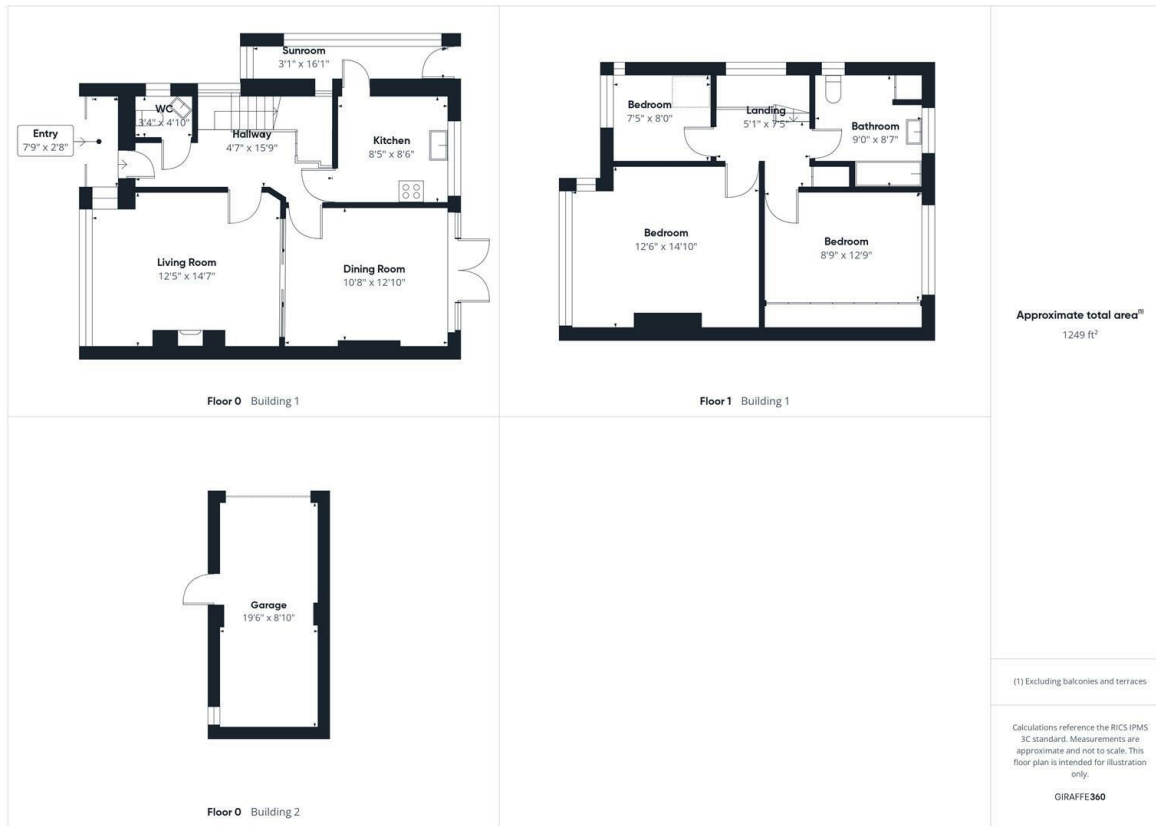 Sunroom
3'1" x 16'1"
WC
3'4" x 4'10"
Entry
7'9" x 2'8"
Hallway
4'7" x 15'9"
Kitchen
8'5" x 8'6"
Living Room
12'5" x 14'7"
Dining Room
10'8" x 12'10"
Floor 0 Building 1
Bedroom
7'5" x 8'0"
Landing
5'1" x 7'5"
Bathroom
9'0" x 8'7"
Bedroom
12'6" x 14'10"
Bedroom
8'9" x 12'9"
Floor 1 Building 1
Garage
19'6" x 8'10"
Floor 0 Building 2
Approximate total area(1)
1249 ft²
(1) Excluding balconies and terraces
Calculations reference the RICS IPMS
3C standard. Measurements are
approximate and not to scale. This
floor plan is intended for illustration
only.
GIRAFFE360